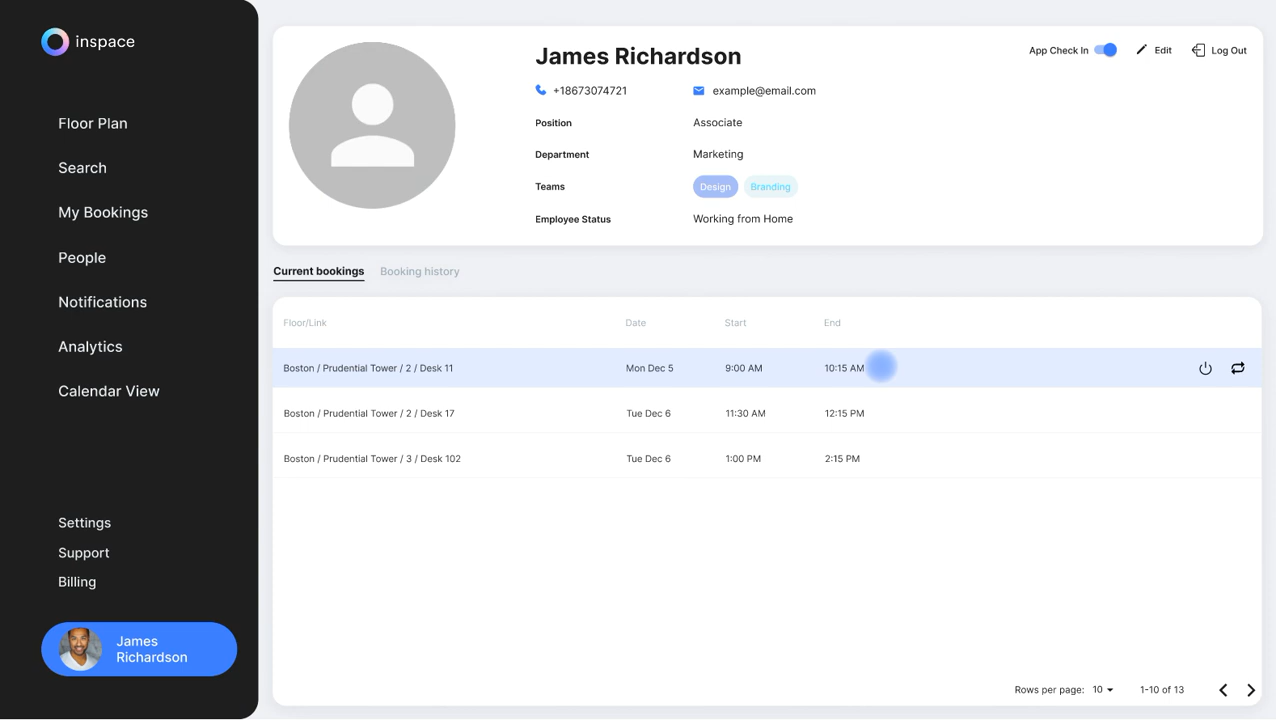 inspace
Floor Plan
Search
My Bookings
People
Notifications
Analytics
Calendar View
Settings
Support
Billing
James
Richardson
James Richardson
App Check In Edit Log Out
+18673074721 example@email.com
Position Associate
Department Marketing
Teams Design Branding
Employee Status Working from Home
Current bookings Booking history
Floor/Link Date Start End
Boston / Prudential Tower / 2 / Desk 11 Mon Dec 5 9:00 AM 10:15 AM
Boston / Prudential Tower / 2 / Desk 17 Tue Dec 6 11:30 AM 12:15 PM
Boston / Prudential Tower / 3 / Desk 102 Tue Dec 6 1:00 PM 2:15 PM
Rows per page: 10 1-10 of 13